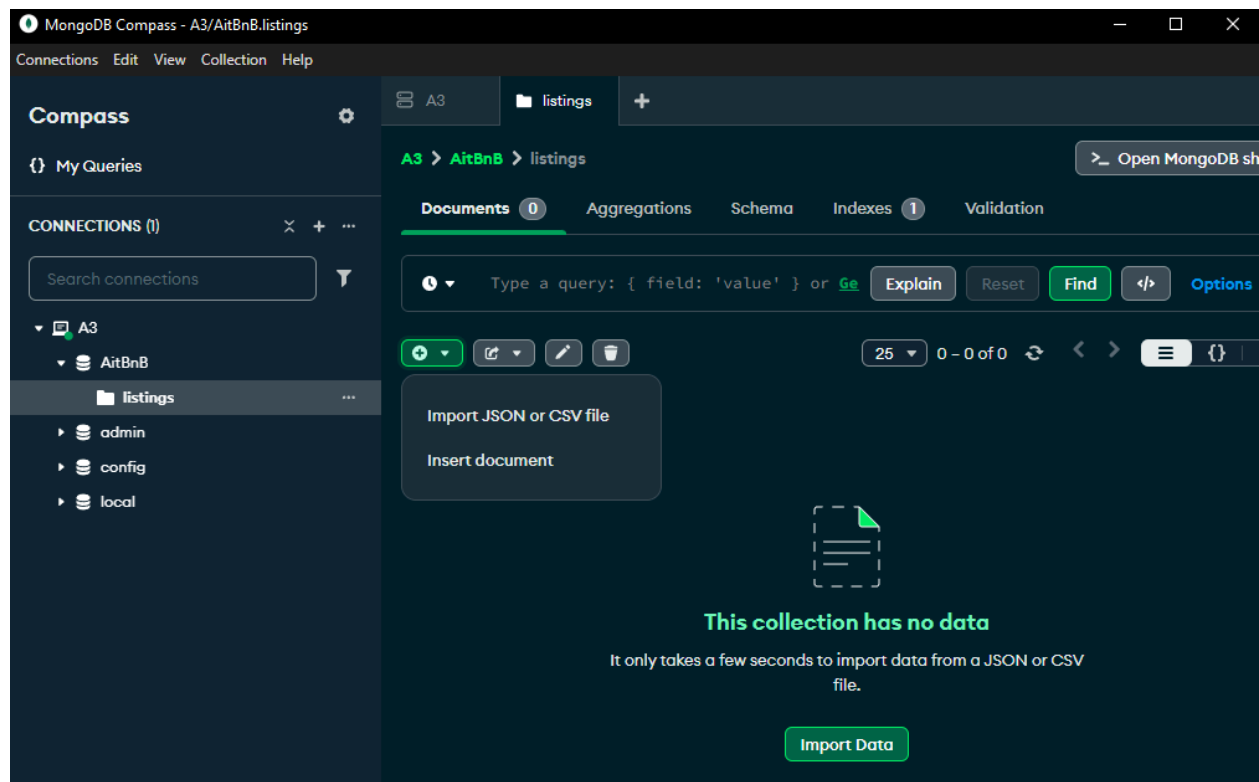 MongoDB Compass - A3/AitBnB.listings
Connections Edit View Collection Help
Compass
{} My Queries
CONNECTIONS (1)
Search connections
A3
AitBnB
listings
admin
config
local
A3
listings
A3 > AitBnB > listings
>_ Open MongoDB sh
Documents 0 Aggregations Schema Indexes 1 Validation
Type a query: { field: 'value' } or Ge Explain Reset Find </> Options
25 0 – 0 of 0 {}
Import JSON or CSV file
Insert document
This collection has no data
It only takes a few seconds to import data from a JSON or CSV
file.
Import Data